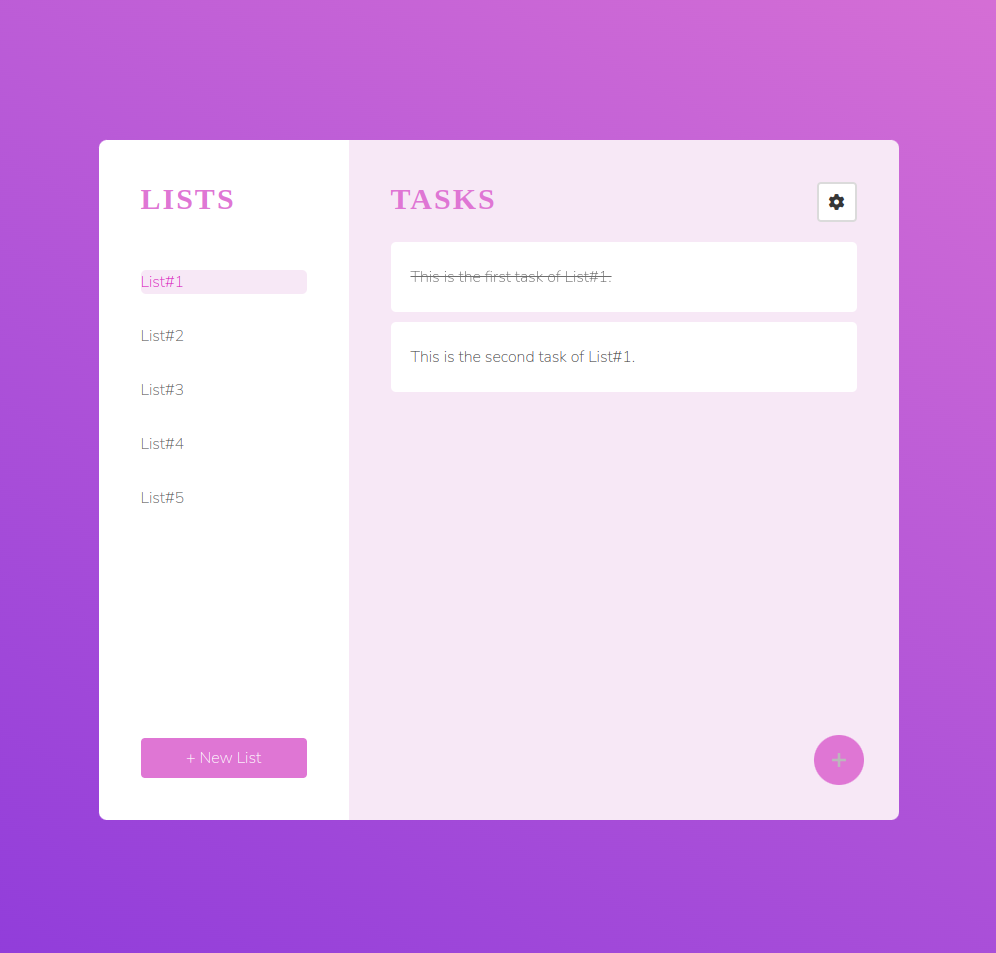 LISTS
List#1
List#2
List#3
List#4
List#5
+ New List
TASKS
This is the first task of List#1.
This is the second task of List#1.
+